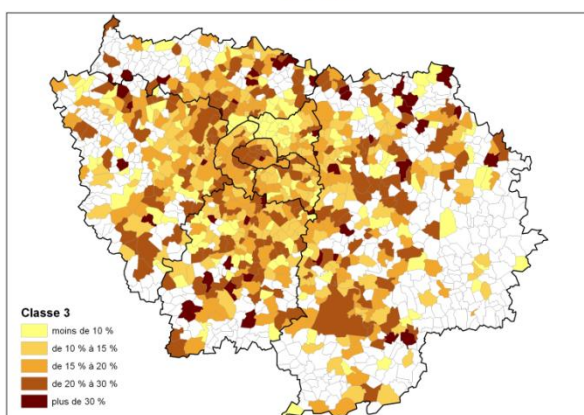 Classe 3
moins de 10 %
de 10 % à 15 %
de 15 % à 20 %
de 20 % à 30 %
plus de 30 %